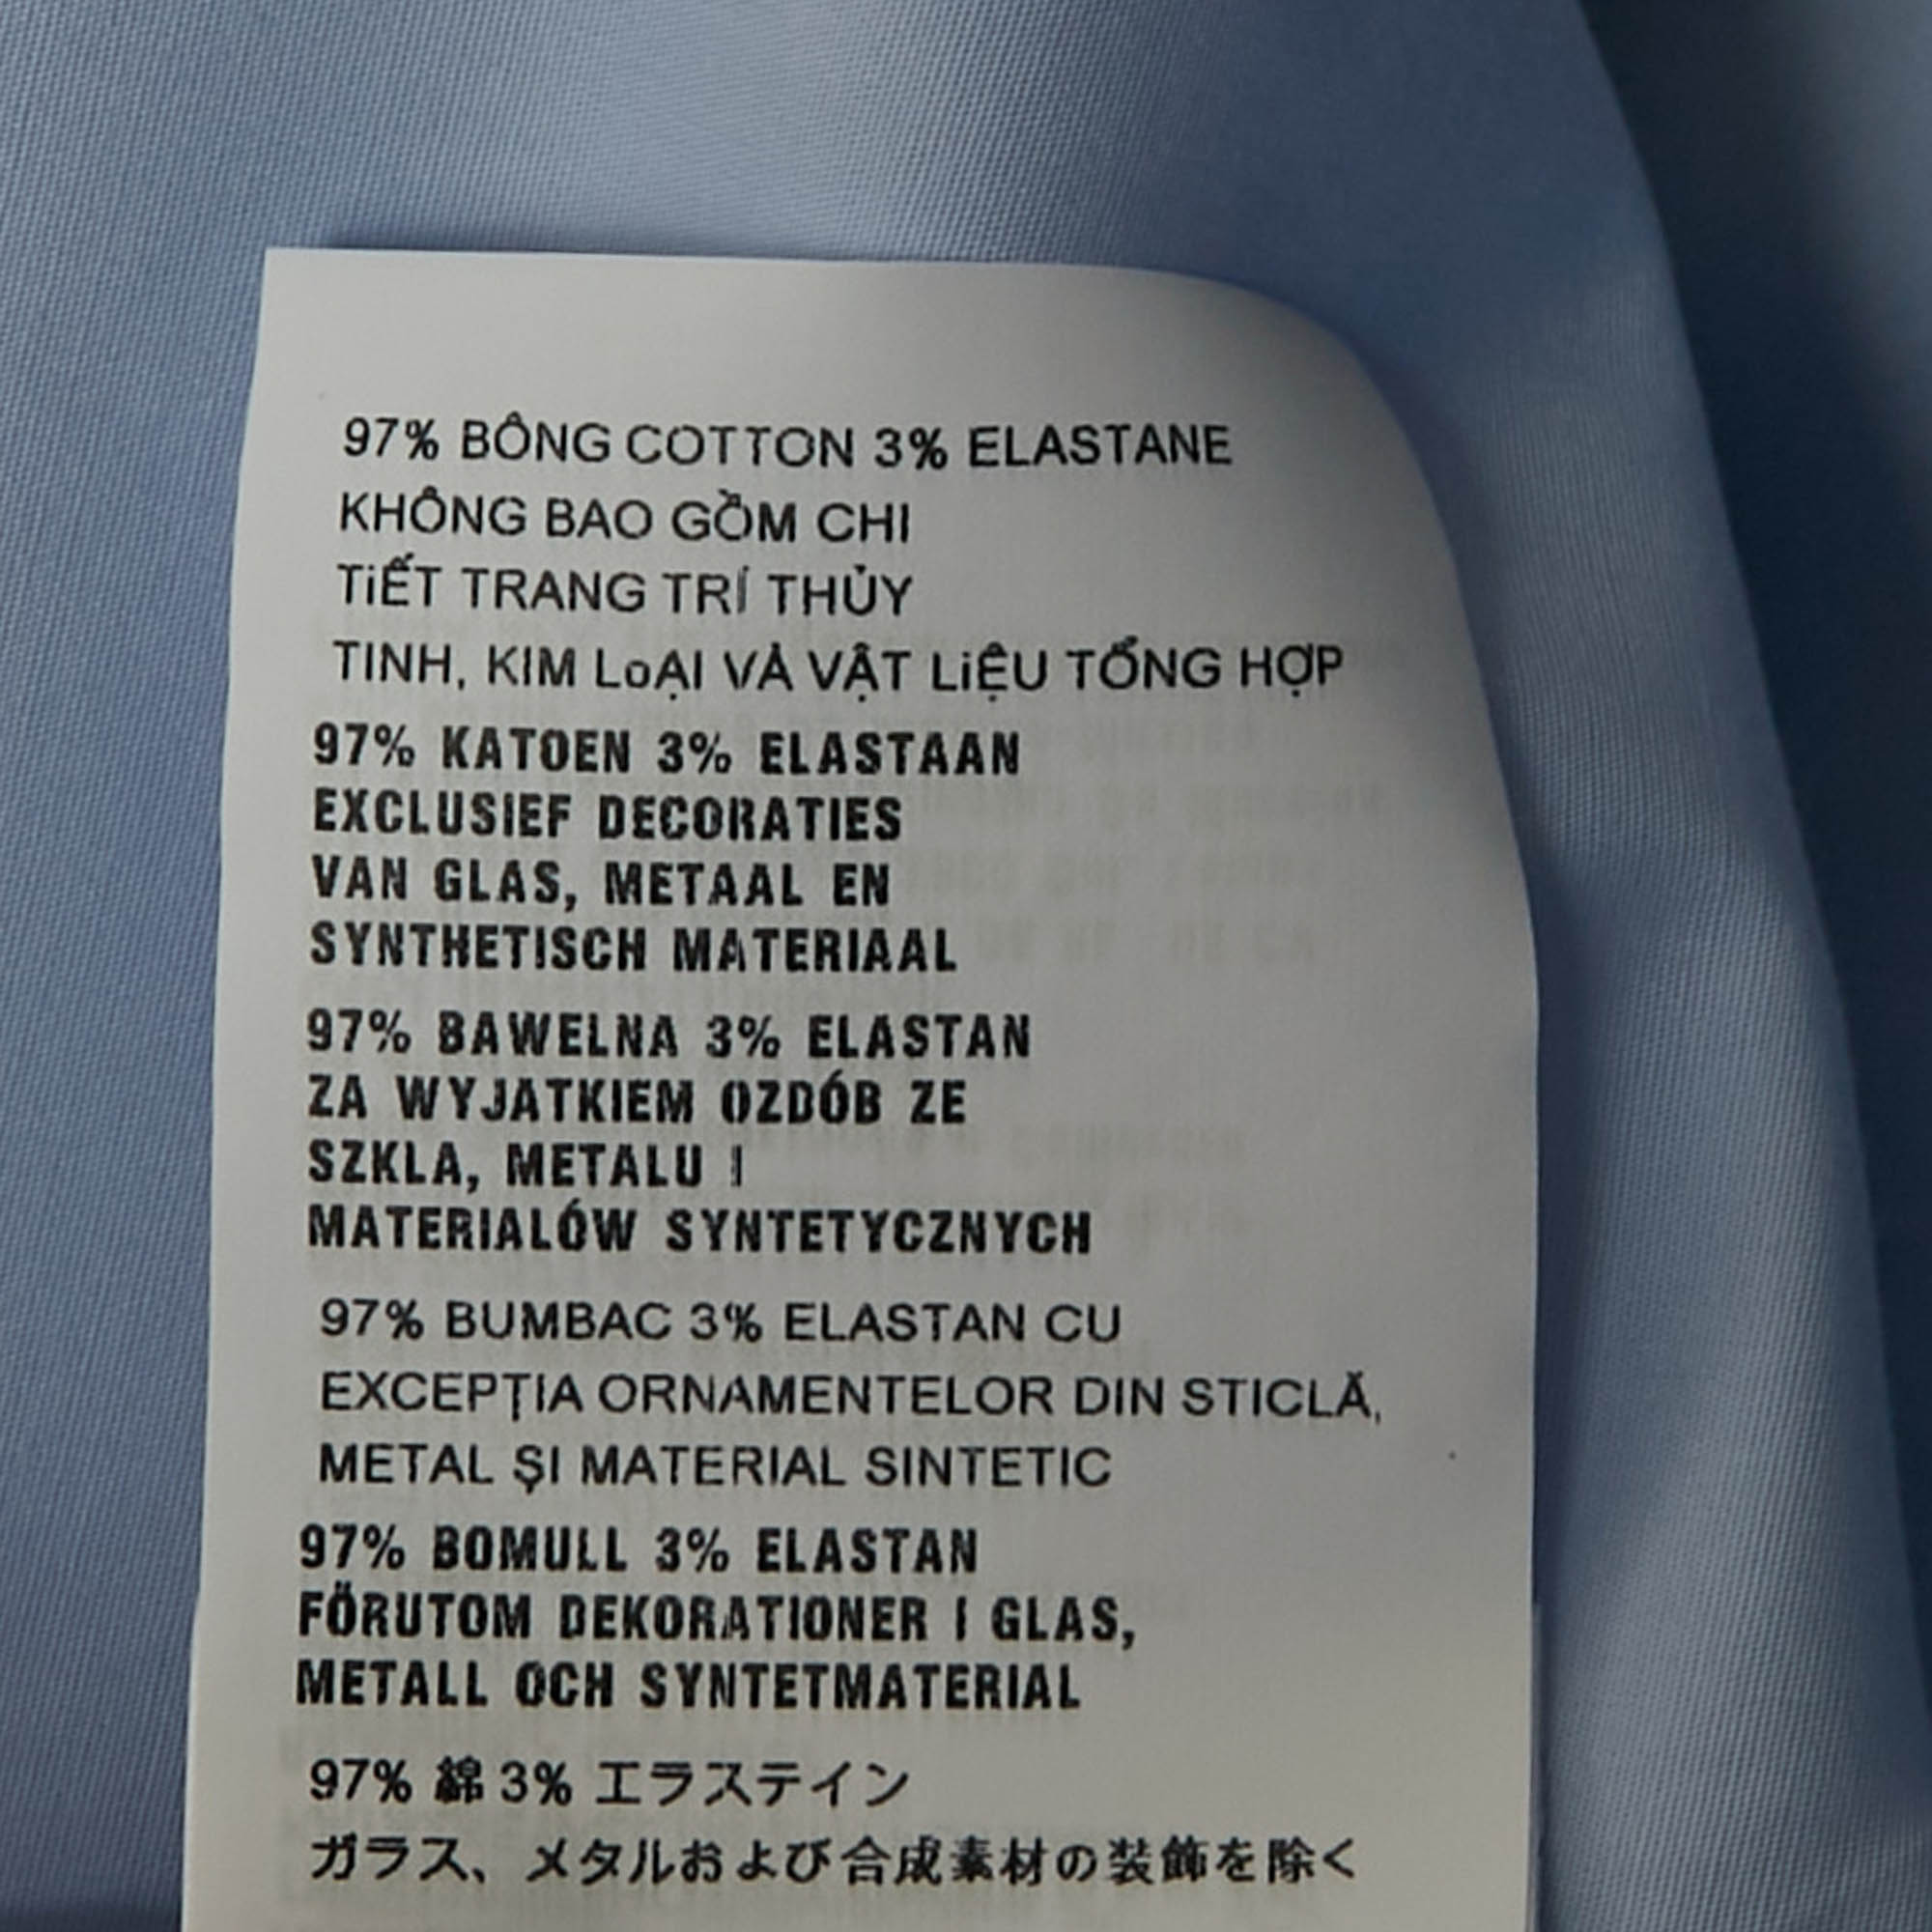 97% BÔNG COTTON 3% ELASTANE
KHÔNG BAO GỒM CHI
TiẾT TRANG TRÍ THỦY
TINH, KIM LoẠI VÀ VẬT LiỆU TỔNG HỢP
97% KATOEN 3% ELASTAAN
EXCLUSIEF DECORATIES
VAN GLAS, METAAL EN
SYNTHETISCH MATERIAAL
97% BAWELNA 3% ELASTAN
ZA WYJATKIEM OZDÓB ZE
SZKLA, METALU I
MATERIALÓW SYNTETYCZNYCH
97% BUMBAC 3% ELASTAN CU
EXCEPȚIA ORNAMENTELOR DIN STICLĂ,
METAL ȘI MATERIAL SINTETIC
97% BOMULL 3% ELASTAN
FÖRUTOM DEKORATIONER I GLAS,
METALL OCH SYNTETMATERIAL
97% 綿 3% エラステイン
ガラス、メタルおよび合成素材の装飾を除く